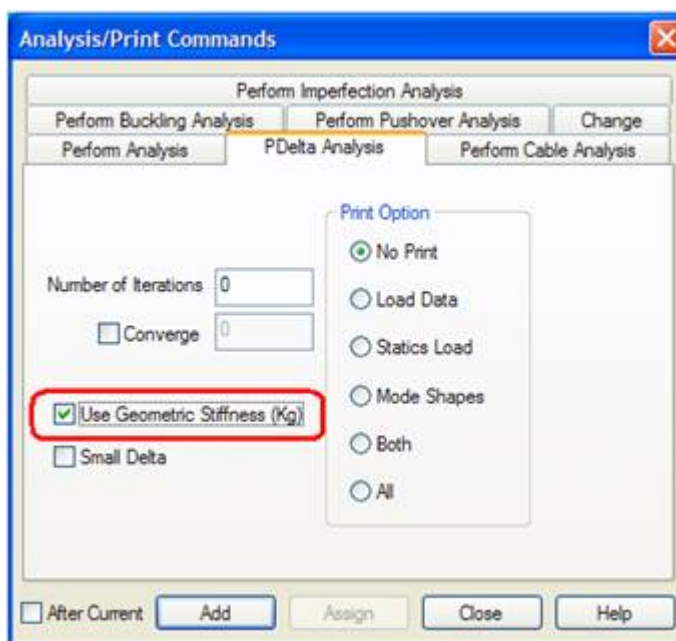 Analysis/Print Commands
Perform Imperfection Analysis
Perform Buckling Analysis Perform Pushover Analysis Change
Perform Analysis PDelta Analysis Perform Cable Analysis
Print Option
No Print
Number of Iterations 0
Load Data
Converge 0
Statics Load
Mode Shapes
Use Geometric Stiffness (Kg)
Both
Small Delta
All
After Current Add Assign Close Help